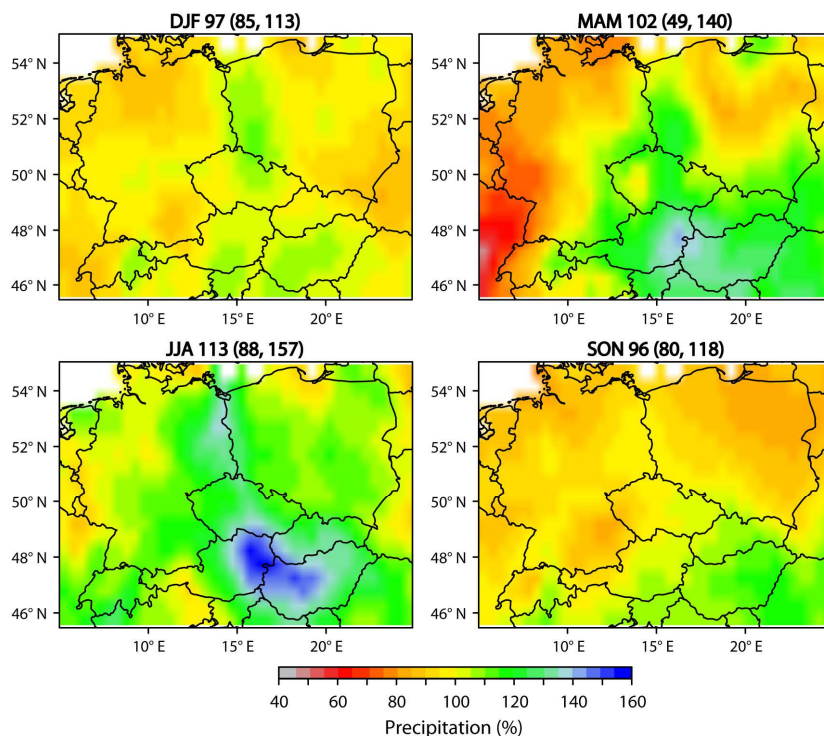 DJF 97 (85, 113)
MAM 102 (49, 140)
54° N
52° N
50° N
48° N
46° N
54° N
52° N
50° N
48° N
46° N
10° E
15° E
20° E
10° E
15° E
20° E
JJA 113 (88, 157)
SON 96 (80, 118)
54° N
52° N
50° N
48° N
46° N
54° N
52° N
50° N
48° N
46° N
10° E
15° E
20° E
10° E
15° E
20° E
40 60 80 100 120 140 160
Precipitation (%)